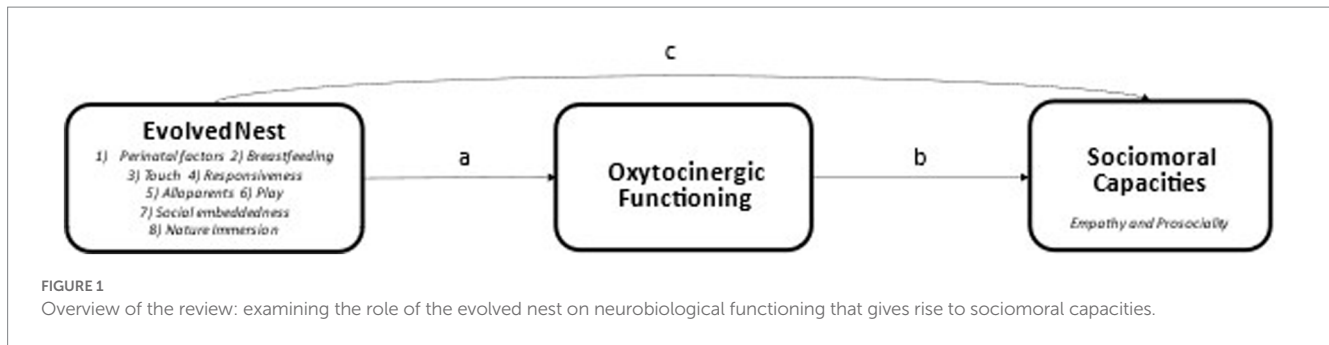 c
Evolved Nest
1) Perinatal factors 2) Breastfeeding
3) Touch 4) Responsiveness
5) Alloparents 6) Play
7) Social embeddedness
8) Nature Immersion
a
Oxytocinergic
Functioning
b
Sociomoral
Capacities
Empathy and Prosociality
FIGURE 1
Overview of the review: examining the role of the evolved nest on neurobiological functioning that gives rise to sociomoral capacities.